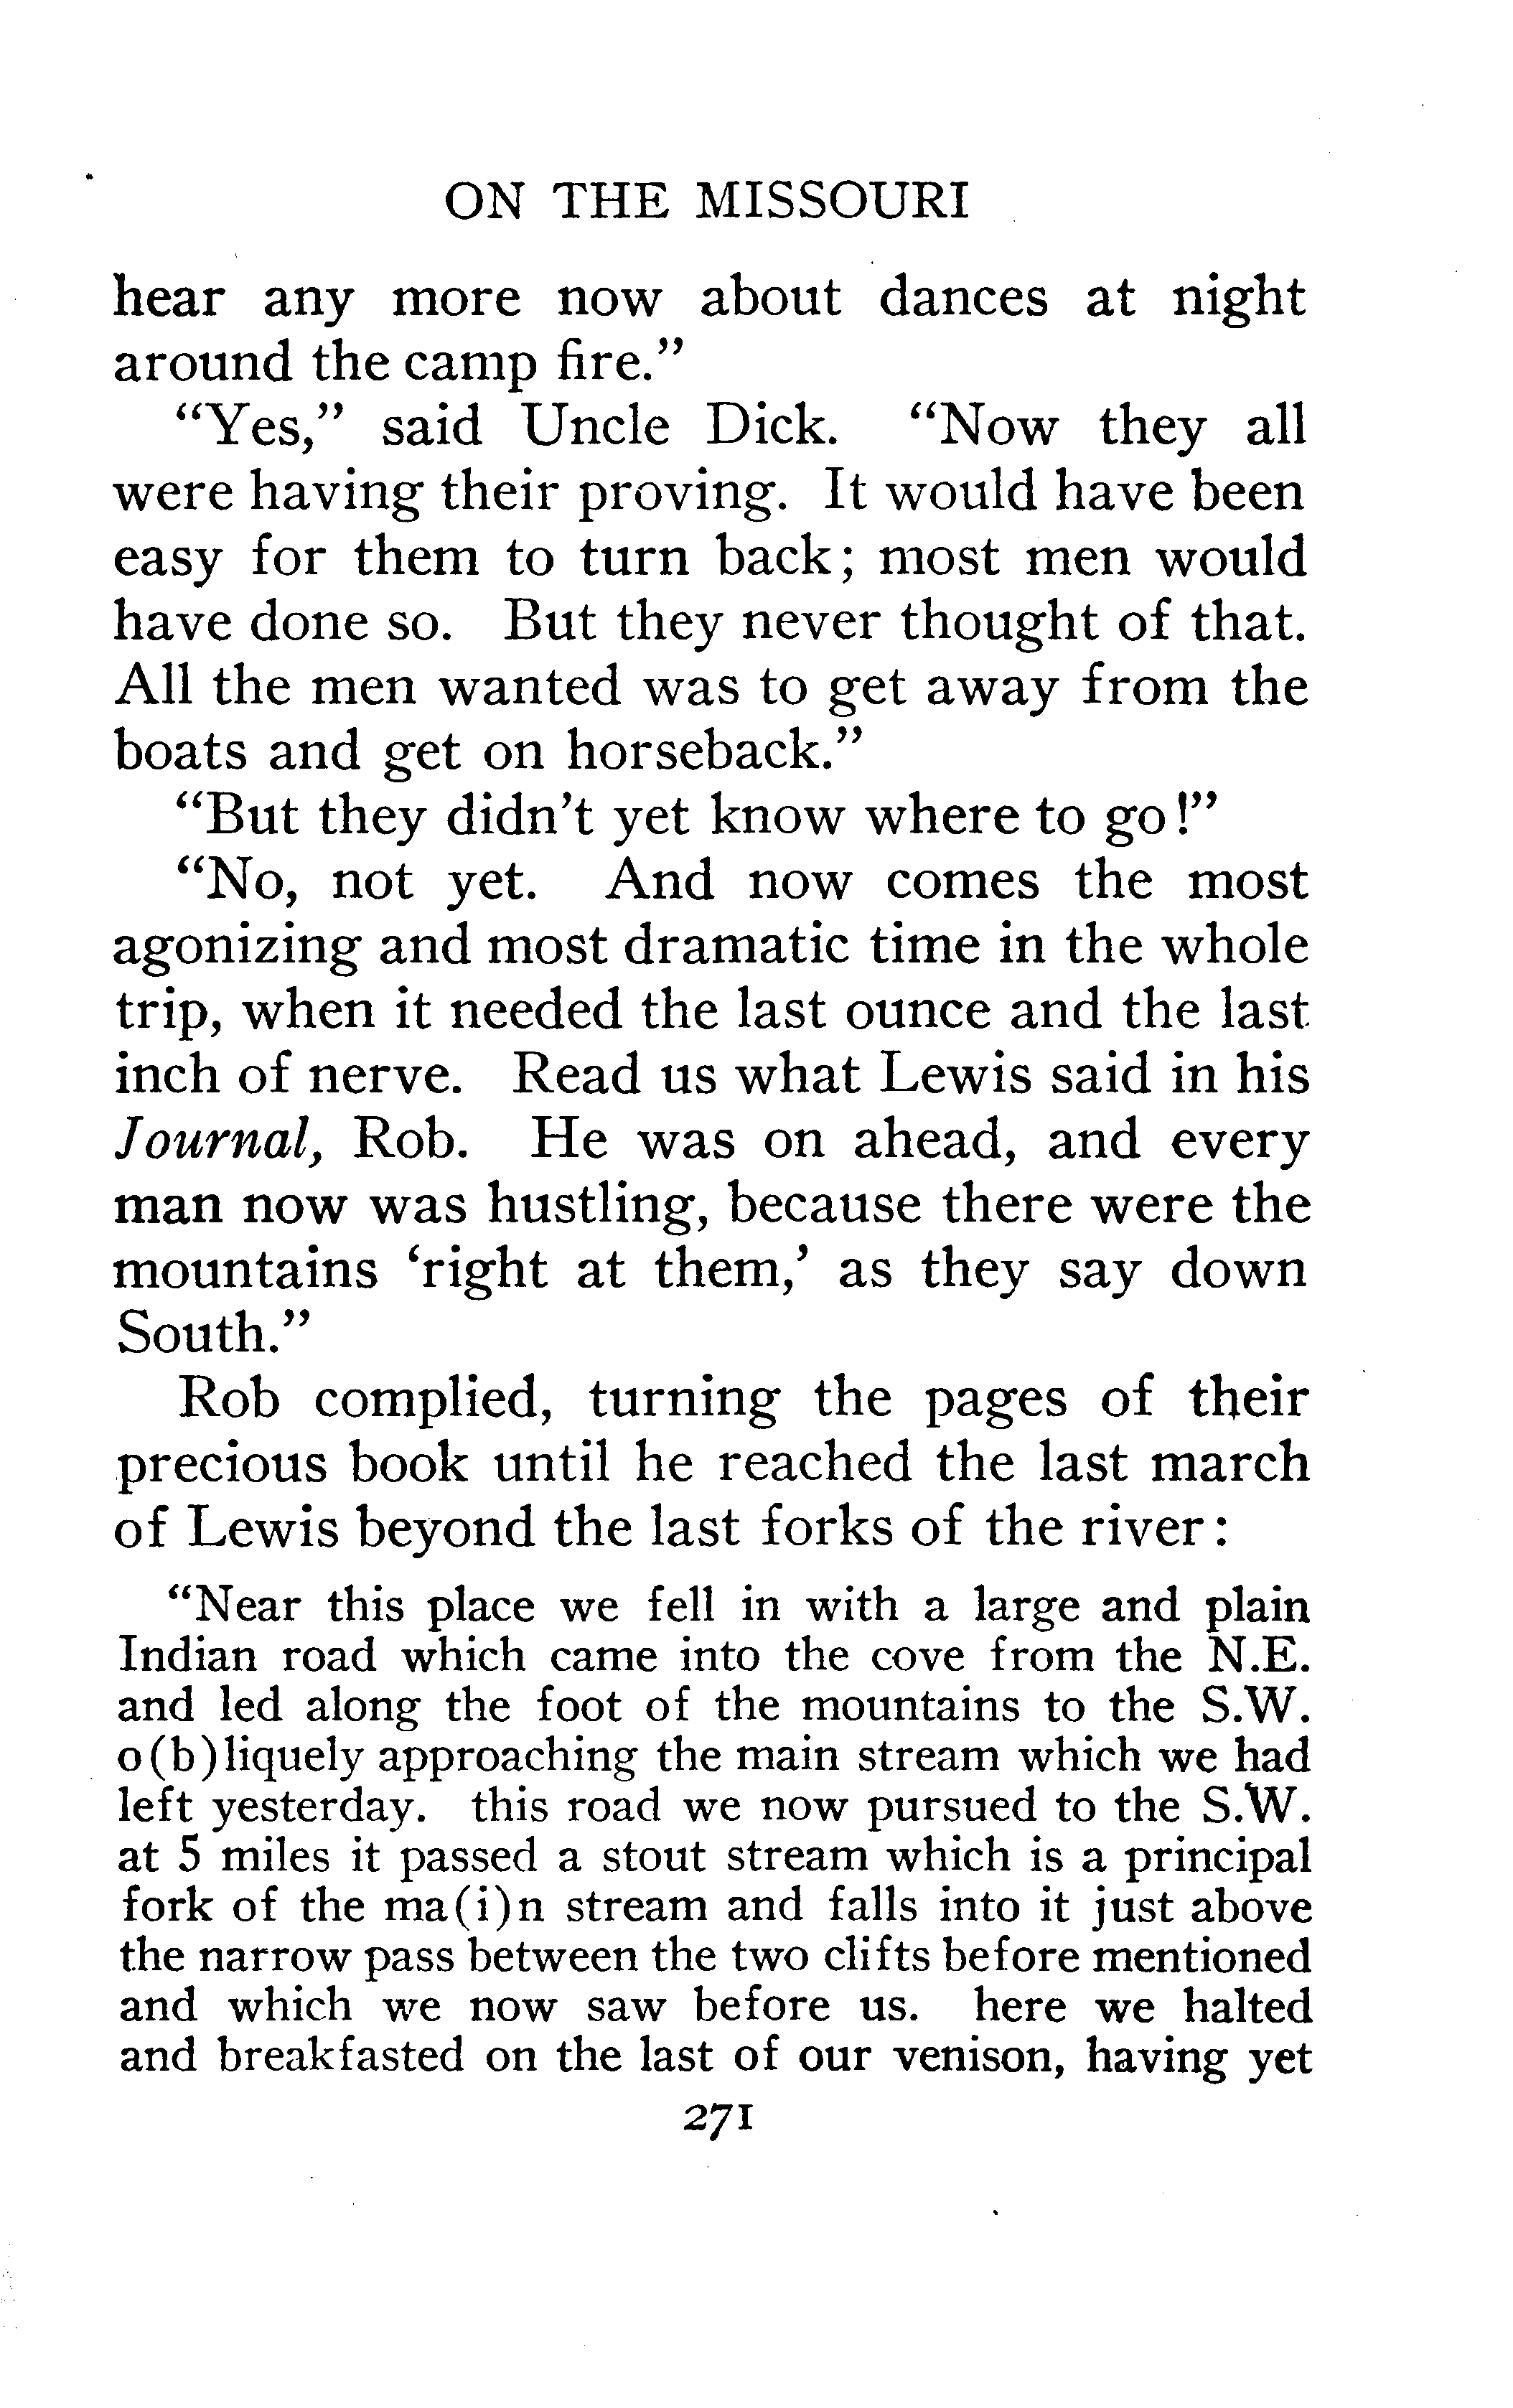 ON THE MISSOURI
hear any more now about dances at night
around the camp fire.”
“Yes,” said Uncle Dick. “Now they all
were having their proving. It would have been
easy for them to turn back; most men would
have done so. But they never thought of that.
All the men wanted was to get away from the
boats and get on horseback.”
“But they didn’t yet know where to go!”
“No, not yet. And now comes the most
agonizing and most dramatic time in the whole
trip, when it needed the last ounce and the last
inch of nerve. Read us what Lewis said in his
Journal, Rob. He was on ahead, and every
man now was hustling, because there were the
mountains ‘right at them,’ as they say down
South.”
Rob complied, turning the pages of their
precious book until he reached the last march
of Lewis beyond the last forks of the river:
“Near this place we fell in with a large and plain
Indian road which came into the cove from the N.E.
and led along the foot of the mountains to the S.W.
o(b)liquely approaching the main stream which we had
left yesterday. this road we now pursued to the S.W.
at 5 miles it passed a stout stream which is a principal
fork of the ma(i)n stream and falls into it just above
the narrow pass between the two clifts before mentioned
and which we now saw before us. here we halted
and breakfasted on the last of our venison, having yet
271